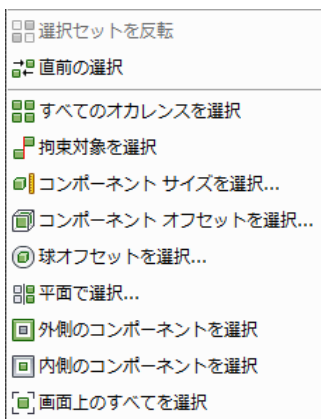 選択セットを反転
直前の選択
すべてのオカレンスを選択
拘束対象を選択
コンポーネント サイズを選択...
コンポーネント オフセットを選択...
球オフセットを選択...
平面で選択...
外側のコンポーネントを選択
内側のコンポーネントを選択
画面上のすべてを選択